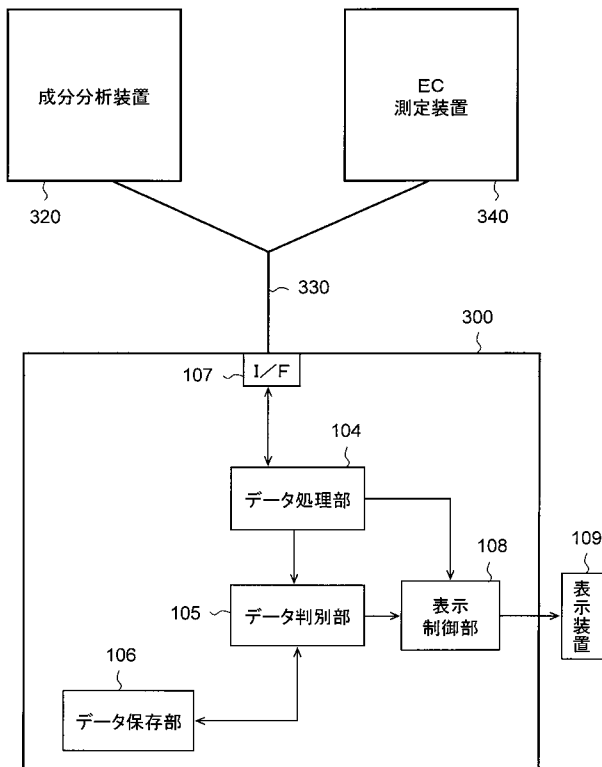 成分分析装置
EC
測定装置
320
340
330
300
I/F
107
104
データ処理部
108
109
105
データ判別部
表示
制御部
表示装置
106
データ保存部